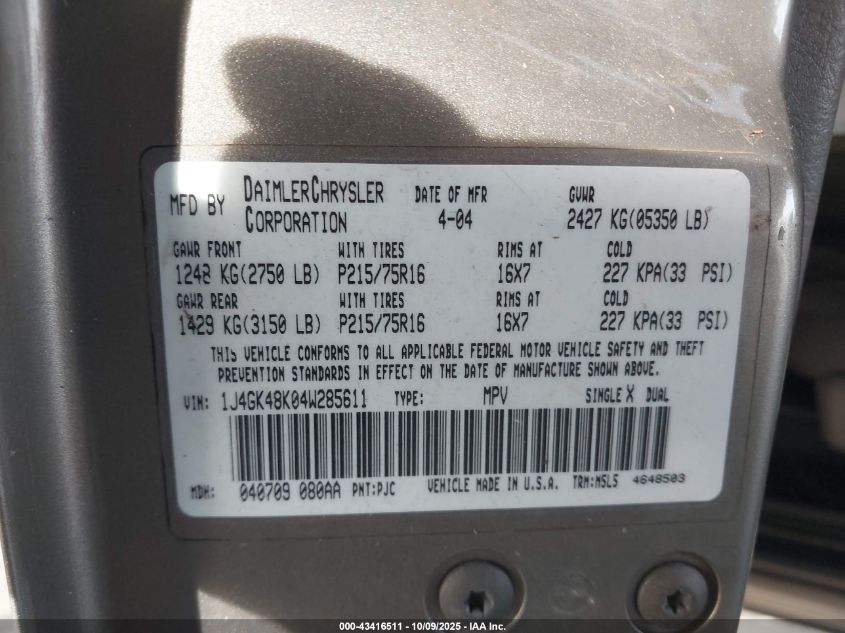 MFD BY DAIMLERCHRYSLER CORPORATION DATE OF MFR 4-04 GVWR 2427 KG(05350 LB)
GAWR FRONT WITH TIRES RIMS AT COLD
1248 KG(2750 LB) P215/75R16 16X7 227 KPA(33 PSI)
GAWR REAR WITH TIRES RIMS AT COLD
1429 KG(3150 LB) P215/75R16 16X7 227 KPA(33 PSI)
THIS VEHICLE CONFORMS TO ALL APPLICABLE FEDERAL MOTOR VEHICLE SAFETY AND THEFT
PREVENTION STANDARDS IN EFFECT ON THE DATE OF MANUFACTURE SHOWN ABOVE.
VIN: 1J4GK48K04W285611 TYPE: MPV SINGLE X DUAL
MDH: 040709 080AA PNT:PJC VEHICLE MADE IN U.S.A. TRM:MSL5 4648503
000-43416511 - 10/09/2025 - IAA Inc.